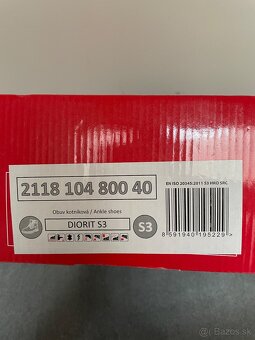 2118 104 800 40
EN ISO 20345:2011 S3 HRO SRC
Obuv kotníková / Ankle shoes
DIORIT S3
S3
8 591940 195229 >
sbazar.sk